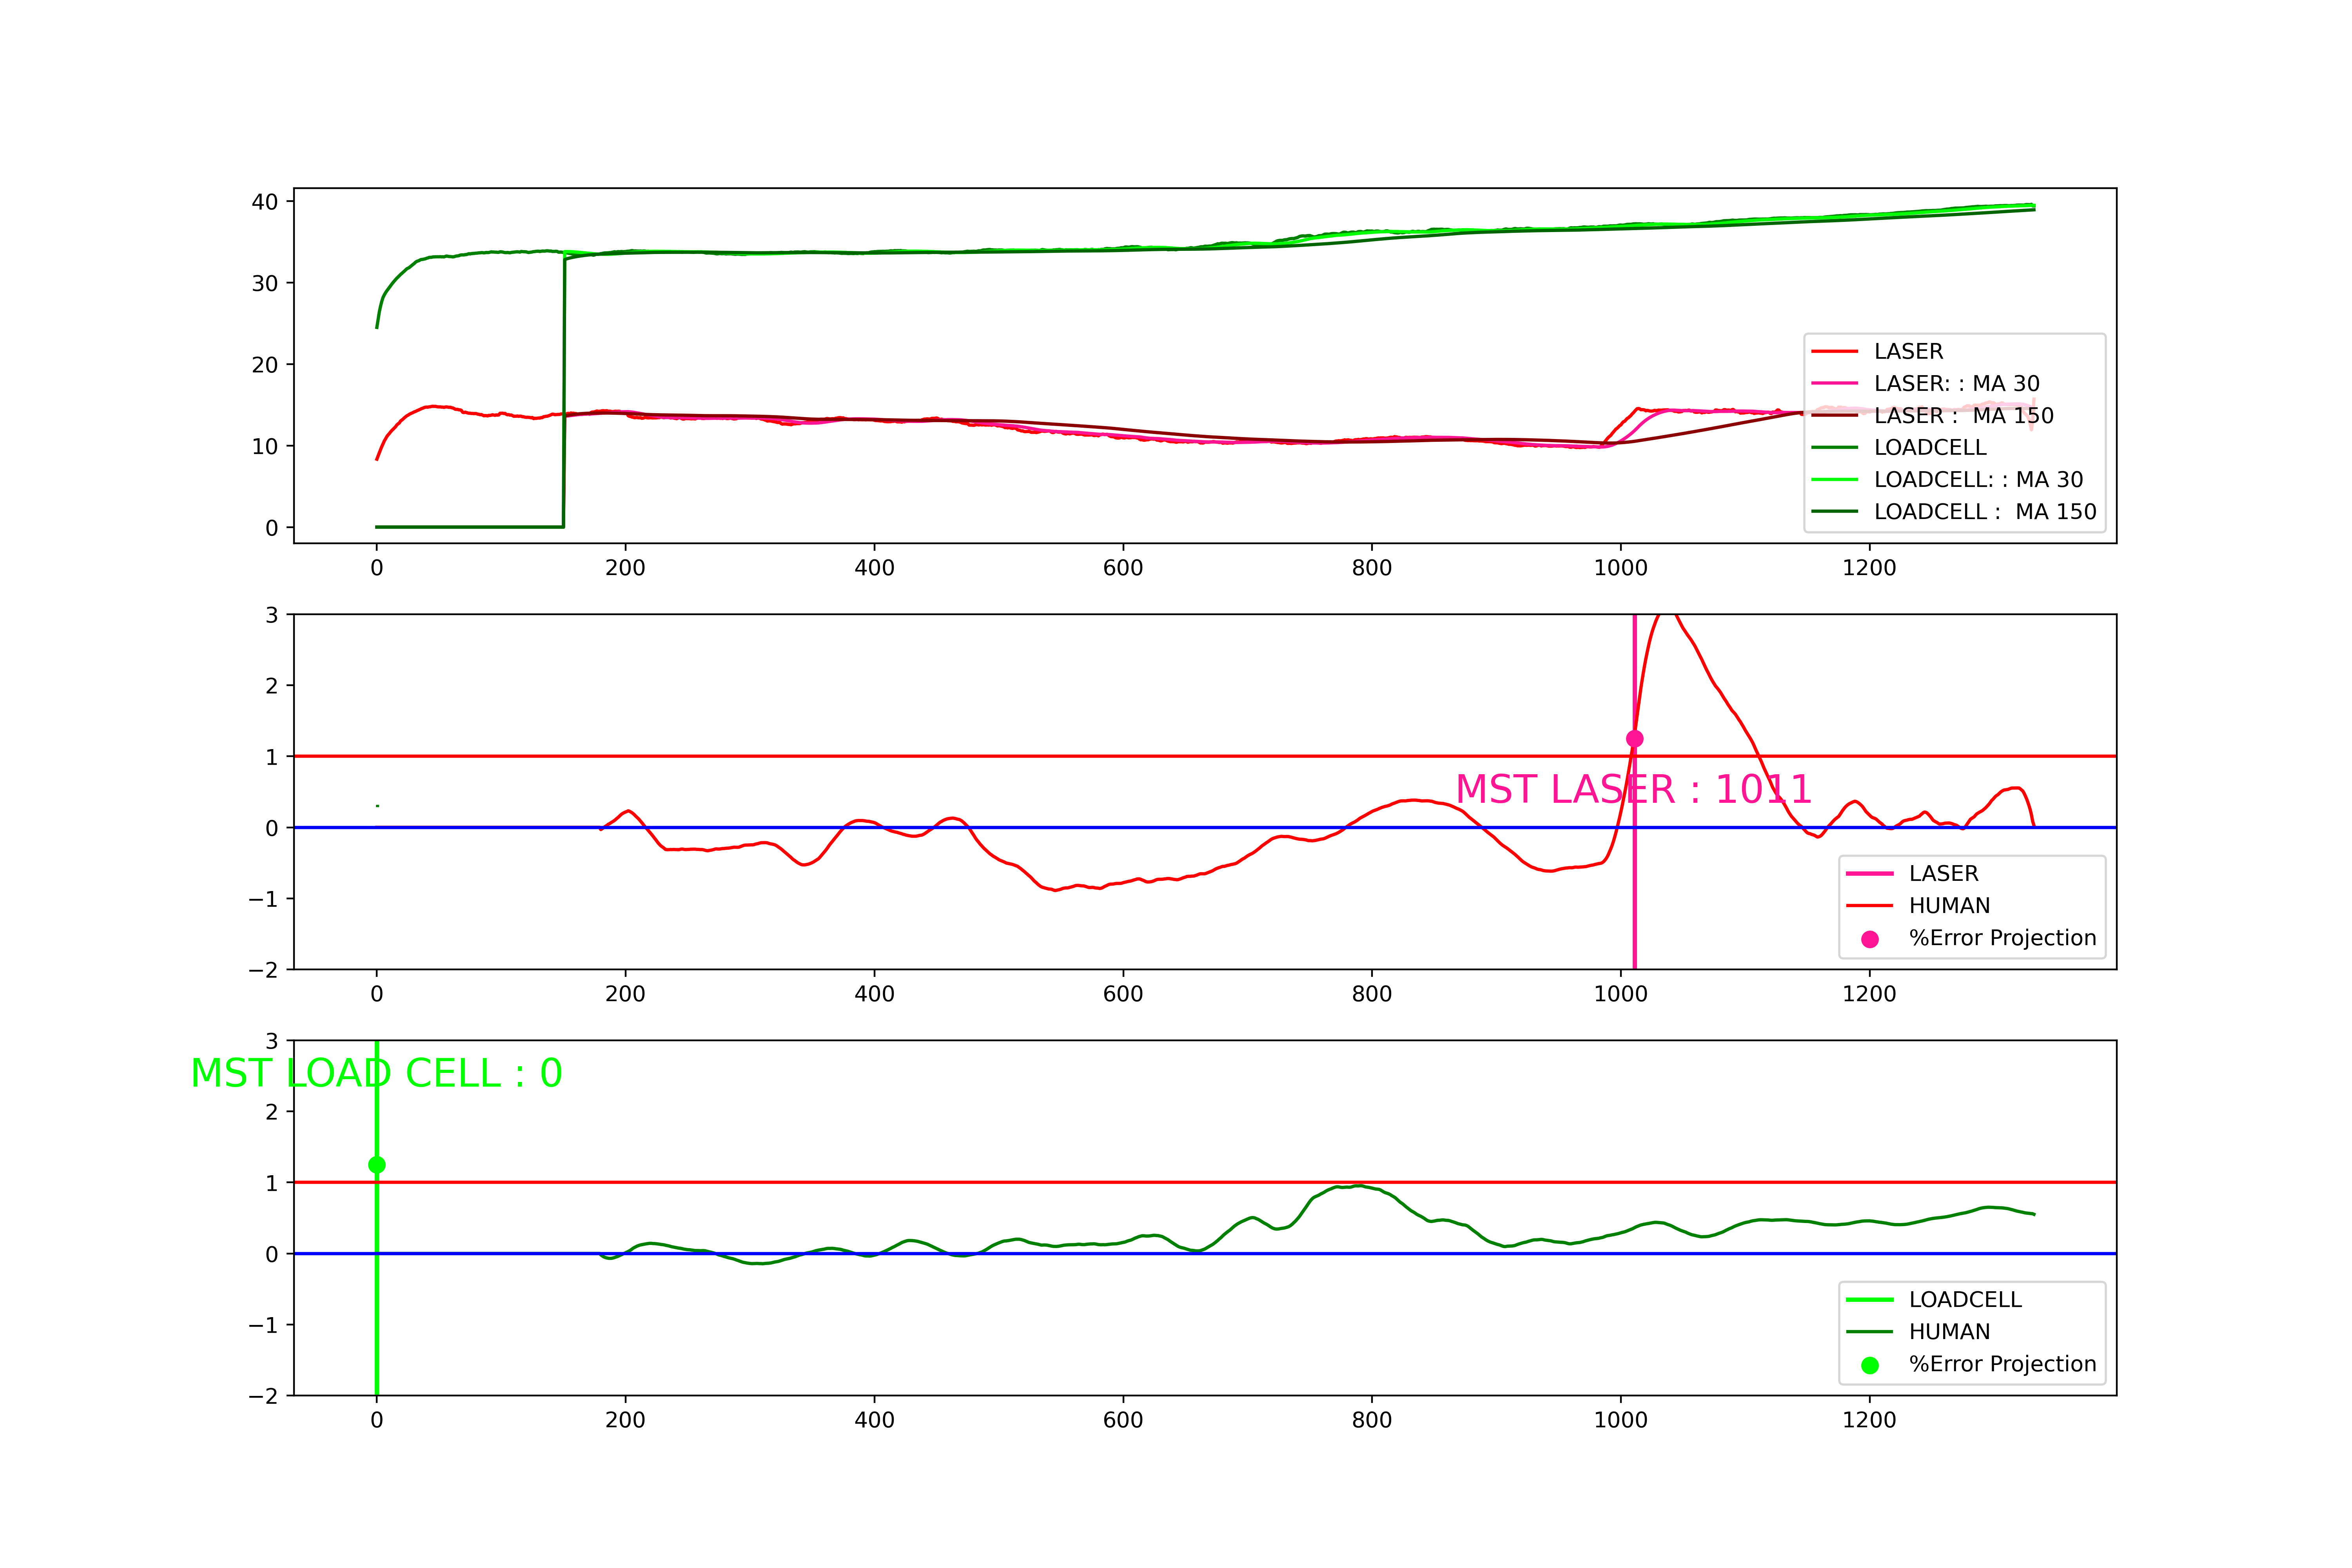 40
30
20
10
0
LASER
LASER: : MA 30
LASER :  MA 150
LOADCELL
LOADCELL: : MA 30
LOADCELL :  MA 150
0 200 400 600 800 1000 1200
3
2
1
0
−1
−2
MST LASER : 1011
LASER
HUMAN
%Error Projection
0 200 400 600 800 1000 1200
3
2
1
0
−1
−2
MST LOAD CELL : 0
LOADCELL
HUMAN
%Error Projection
0 200 400 600 800 1000 1200